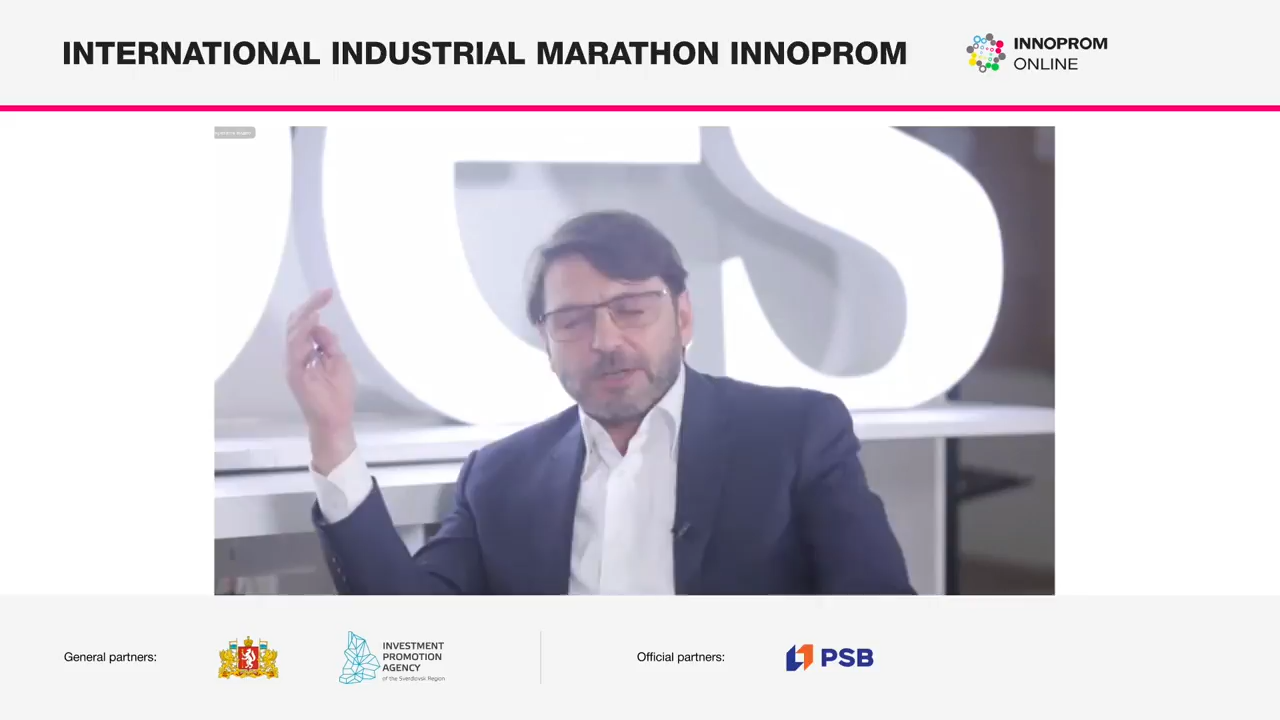 INTERNATIONAL INDUSTRIAL MARATHON INNOPROM
INNOPROM
ONLINE
General partners:
INVESTMENT
PROMOTION
AGENCY
of the Sverdlovsk Region
Official partners:
PSB